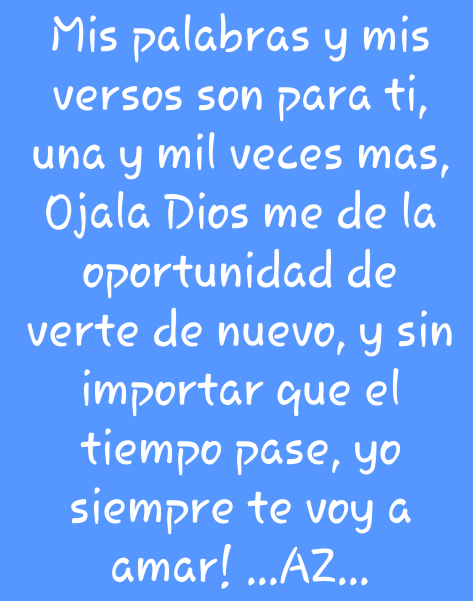 Mis palabras y mis
versos son para ti,
una y mil veces mas,
Ojala Dios me de la
oportunidad de
verte de nuevo, y sin
importar que el
tiempo pase, yo
siempre te voy a
amar! ...AZ...